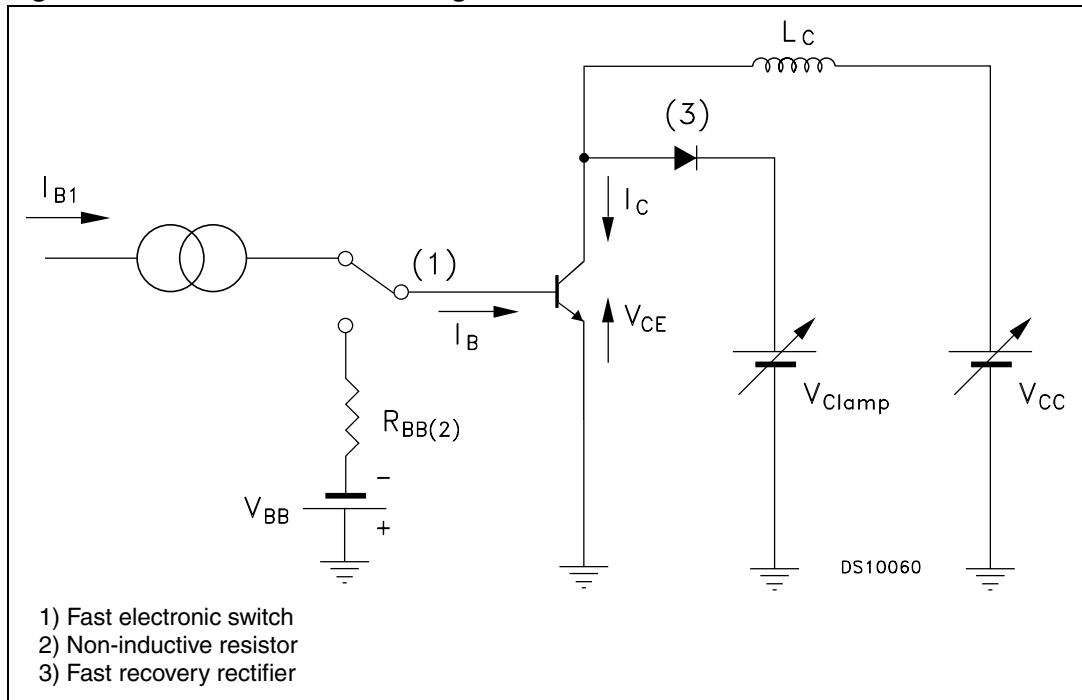 L C
(3)
I B1
I C
(1)
V CE
I B
V Clamp
V CC
R BB(2)
−
V BB
+
DS10060
1) Fast electronic switch
2) Non-inductive resistor
3) Fast recovery rectifier